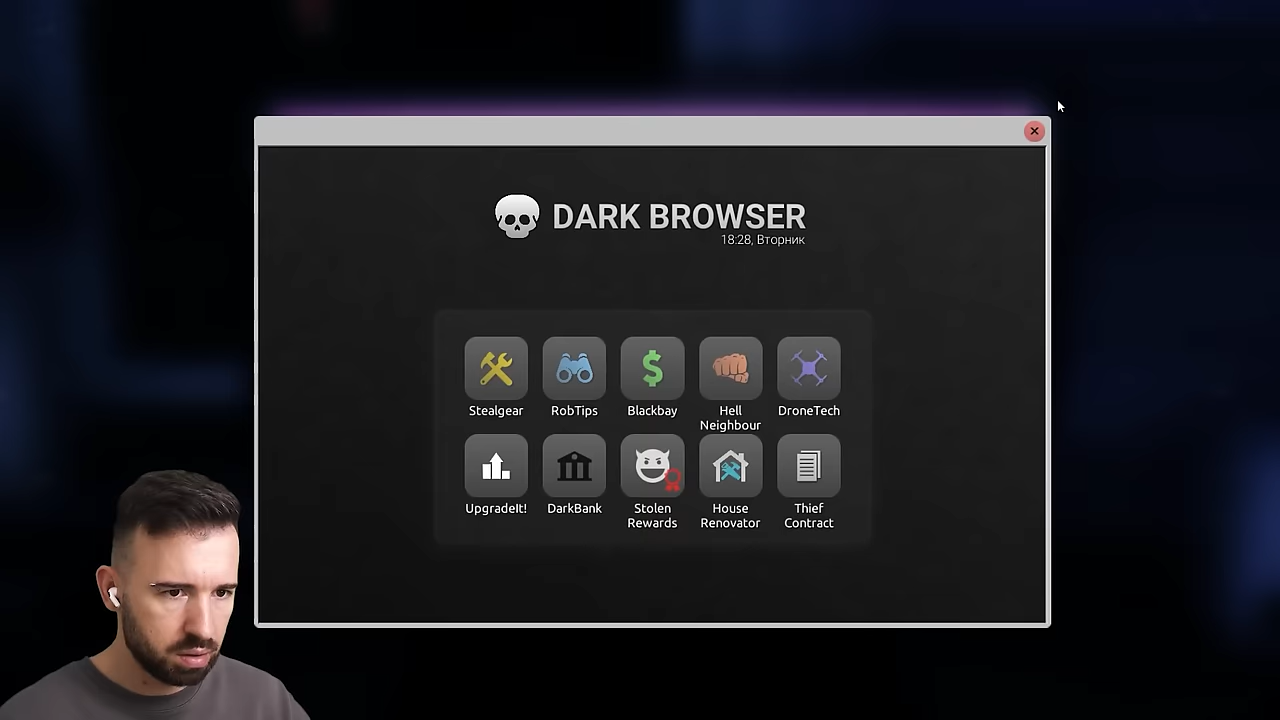 DARK BROWSER
18:28, Вторник
Stealgear
RobTips
Blackbay
Hell
Neighbour
DroneTech
UpgradeIt!
DarkBank
Stolen
Rewards
House
Renovator
Thief
Contract